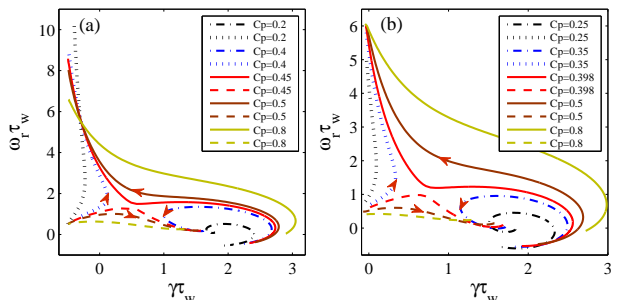 (a)
Cp=0.2
Cp=0.2
Cp=0.4
Cp=0.4
Cp=0.45
Cp=0.45
Cp=0.5
Cp=0.5
Cp=0.8
Cp=0.8
10
8
6
4
2
0
ω_r τ_w
0 1 2 3
γτ_w
(b)
Cp=0.25
Cp=0.25
Cp=0.35
Cp=0.35
Cp=0.398
Cp=0.398
Cp=0.5
Cp=0.5
Cp=0.8
Cp=0.8
6
5
4
3
2
1
0
ω_r τ_w
0 1 2 3
γτ_w